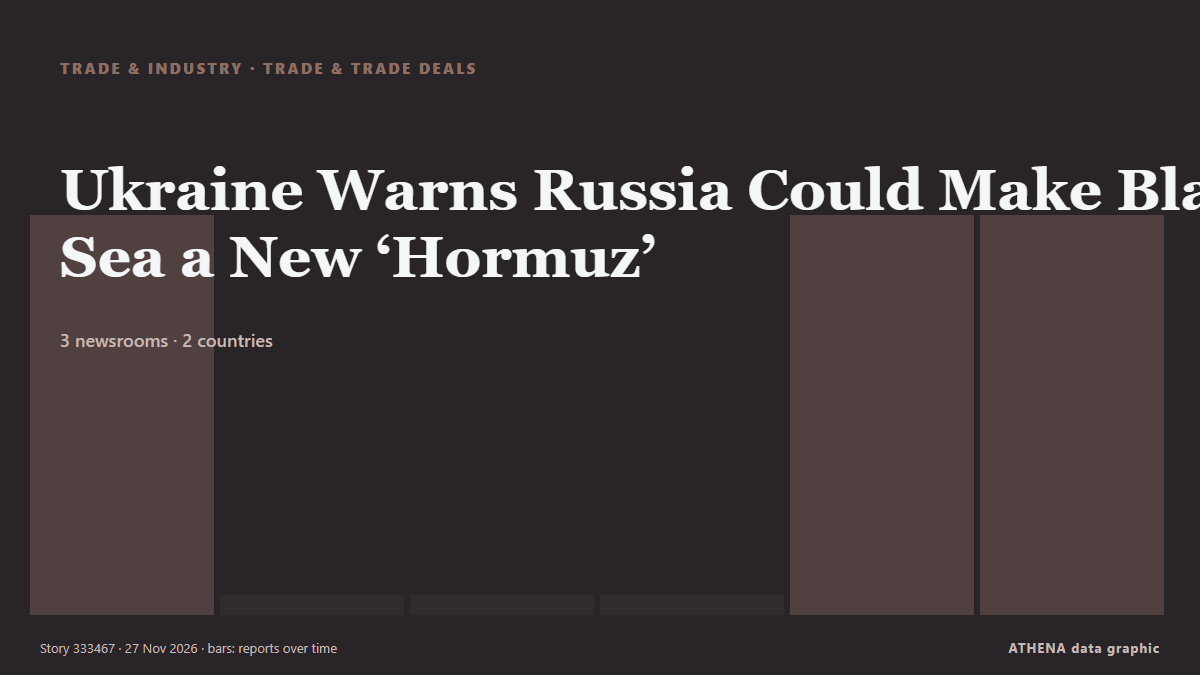 TRADE & INDUSTRY · TRADE & TRADE DEALS
Ukraine Warns Russia Could Make Bla
Sea a New ‘Hormuz’
3 newsrooms · 2 countries
Story 333467 · 27 Nov 2026 · bars: reports over time
ATHENA data graphic